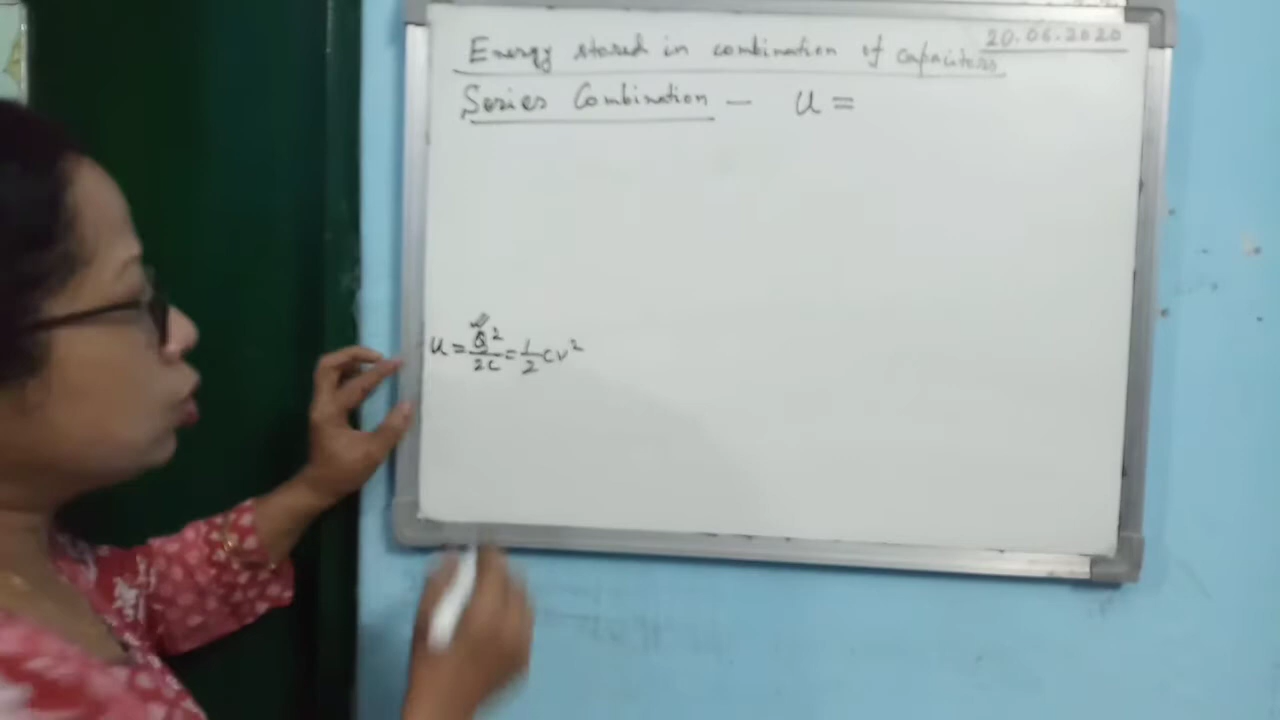 20.06.2020
Energy stored in combination of capacitors
Series Combination — U =
U = Q²/2C = 1/2 CV²